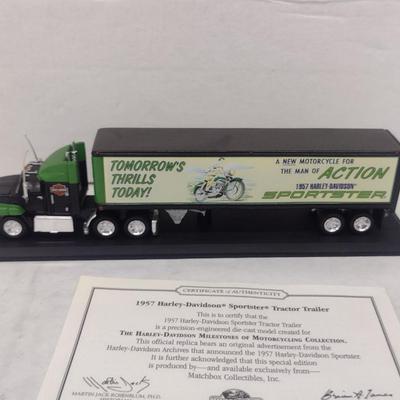 TOMORROW'S
THRILLS
TODAY!
A NEW MOTORCYCLE FOR
THE MAN OF ACTION
1957 HARLEY-DAVIDSON
SPORTSTER
CERTIFICATE of AUTHENTICITY
1957 Harley-Davidson® Sportster® Tractor Trailer
This is to certify that the
1957 Harley-Davidson Sportster Tractor Trailer
is a precision-engineered die-cast model created for
THE HARLEY-DAVIDSON MILESTONES OF MOTORCYCLING COLLECTION.
This official replica bears an original advertisement from the
Harley-Davidson Archives that announced the 1957 Harley-Davidson Sportster.
It is further acknowledged that this special edition
is produced by—and available exclusively from—
Matchbox Collectibles, Inc.
MARTIN JACK ROSENBLUM, PH.D.